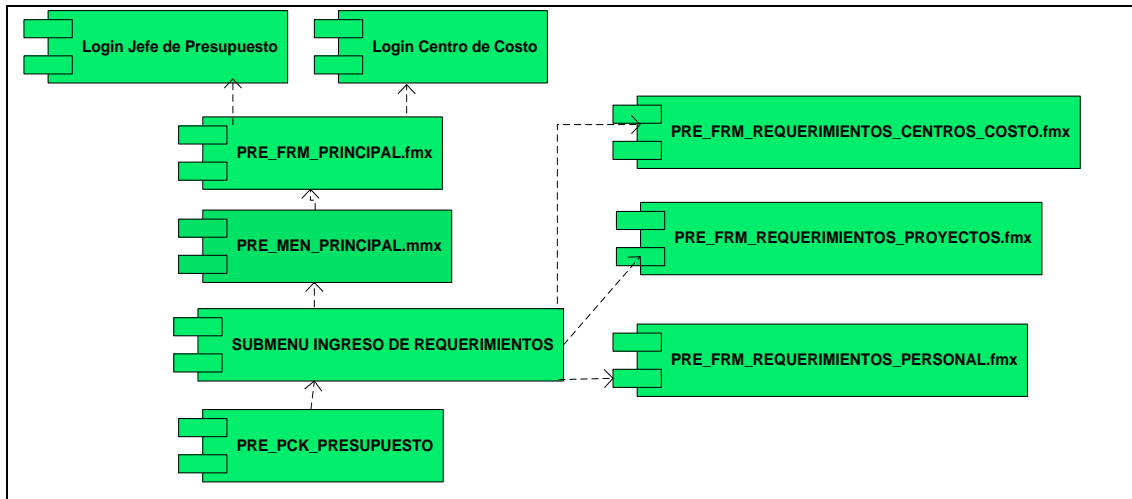 Login Jefe de Presupuesto
Login Centro de Costo
PRE_FRM_PRINCIPAL.fmx
PRE_FRM_REQUERIMIENTOS_CENTROS_COSTO.fmx
PRE_MEN_PRINCIPAL.mmx
PRE_FRM_REQUERIMIENTOS_PROYECTOS.fmx
SUBMENU INGRESO DE REQUERIMIENTOS
PRE_FRM_REQUERIMIENTOS_PERSONAL.fmx
PRE_PCK_PRESUPUESTO